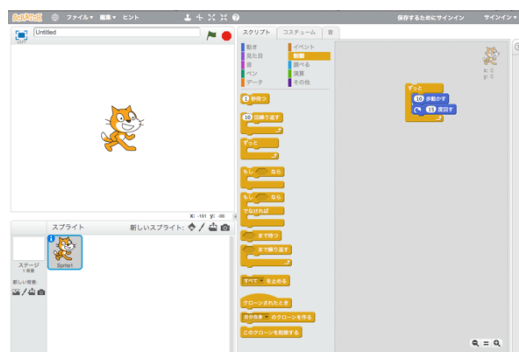 SCRATCH ファイル▼ 編集▼ ヒント 保存するためにサインイン サインイン▼
Untitled
スクリプト コスチューム 音
動き イベント
見た目 制御
音 調べる
ペン 演算
データ その他
x: 0
y: 0
1 秒待つ
10 回繰り返す
ずっと
もし なら
もし なら
でなければ
まで待つ
まで繰り返す
すべて ▼ を止める
クローンされたとき
自分自身 ▼ のクローンを作る
このクローンを削除する
ずっと
10 歩動かす
15 度回す
スプライト 新しいスプライト:
ステージ
1 背景
新しい背景:
Sprite1